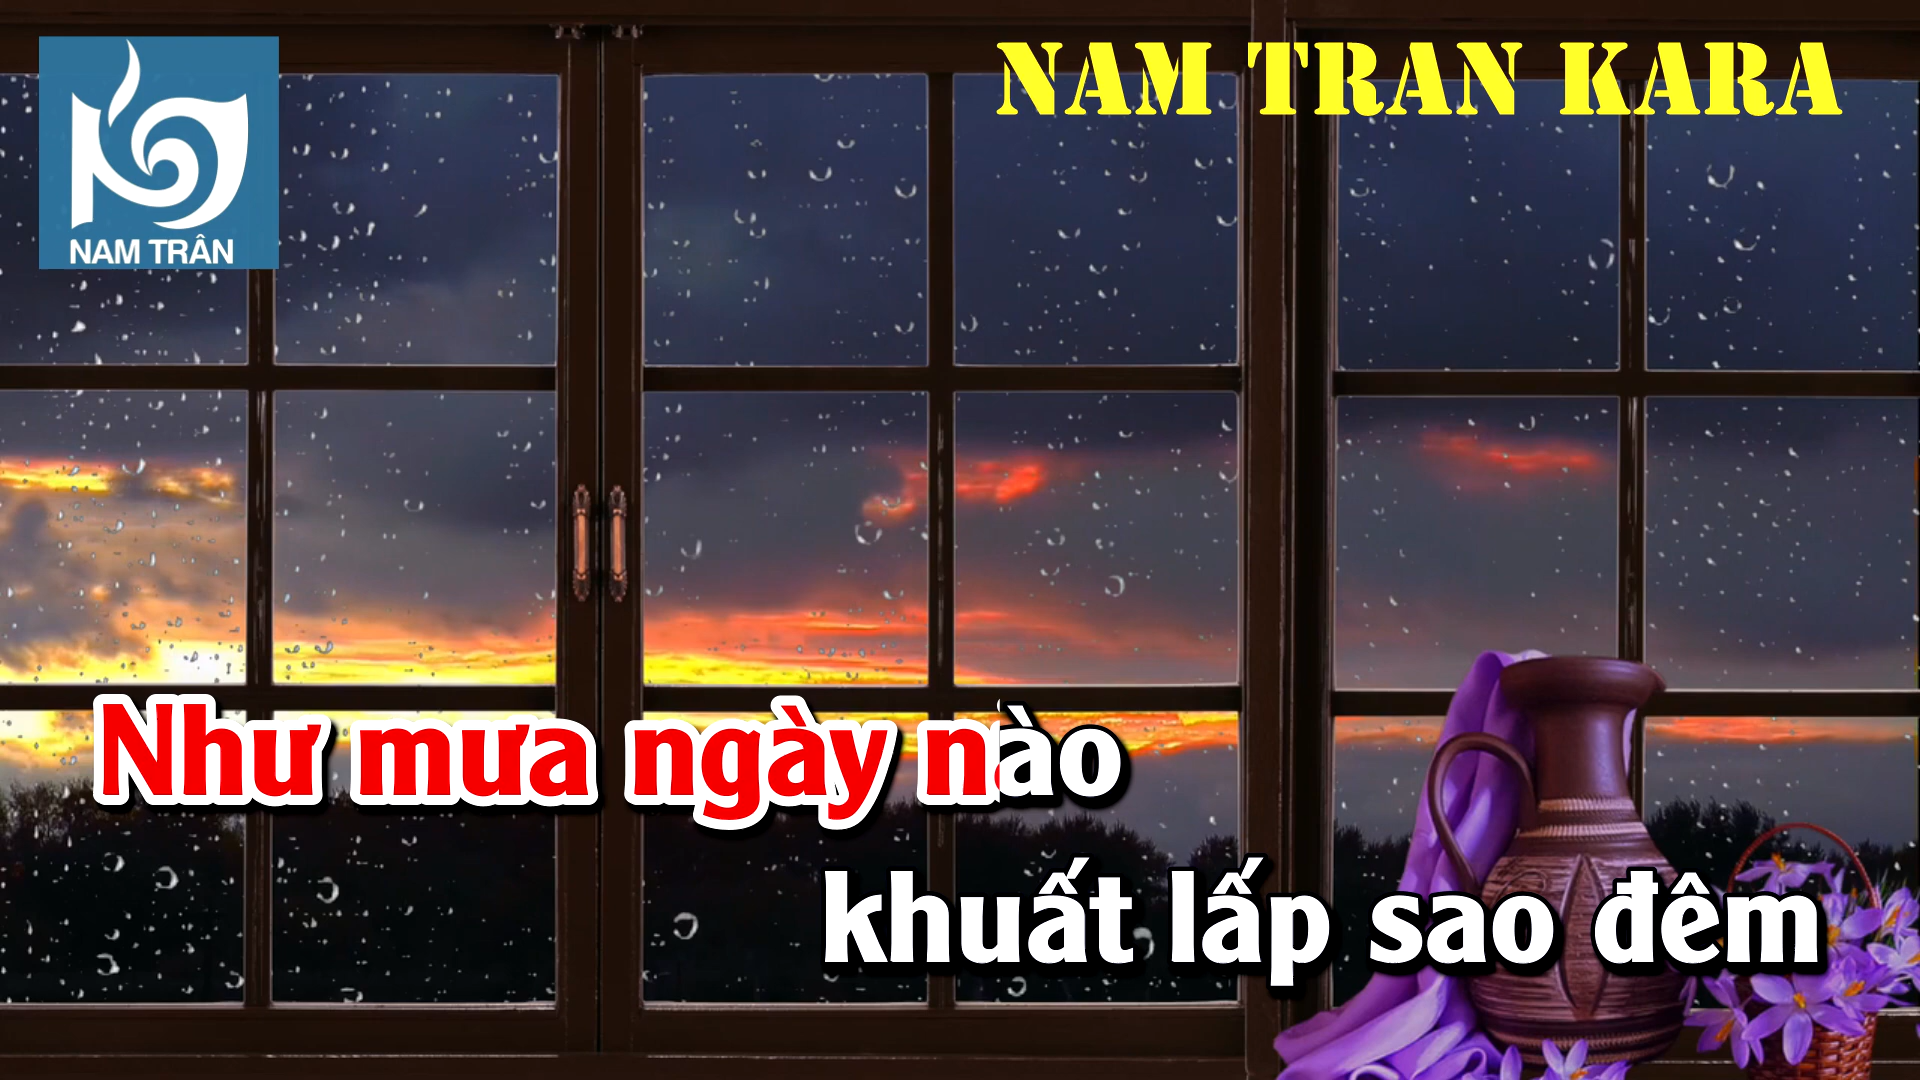 NAM TRAN KARA
NAM TRÂN
Như mưa ngày nào
khuất lấp sao đêm